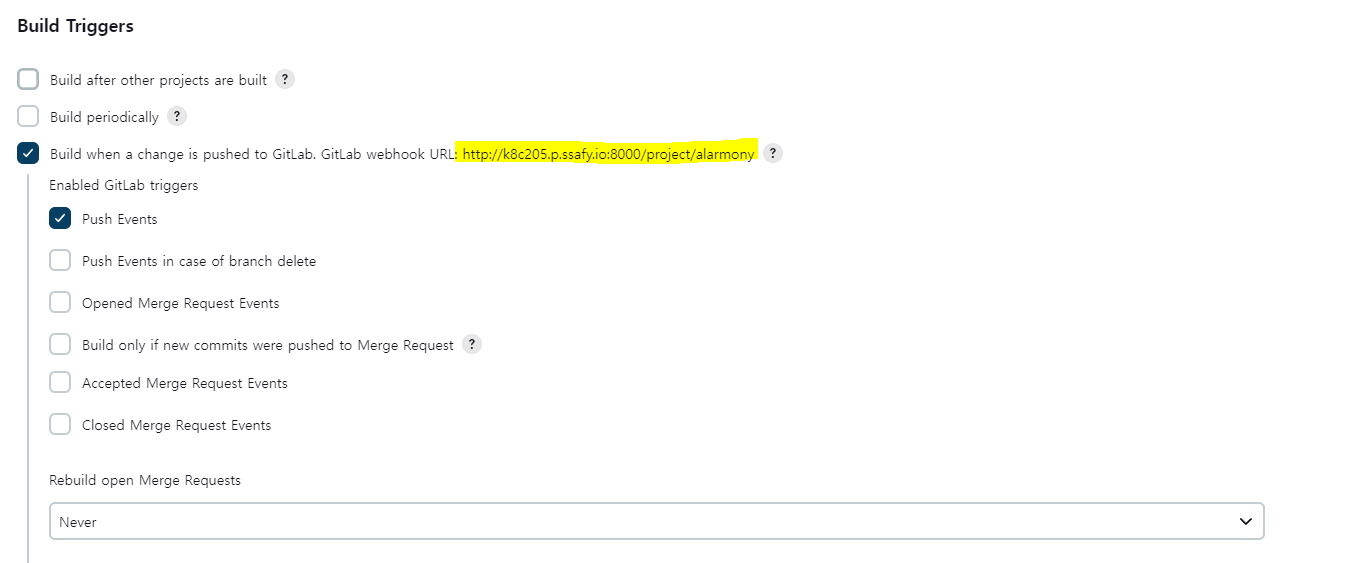 Build Triggers
Build after other projects are built ?
Build periodically ?
Build when a change is pushed to GitLab. GitLab webhook URL: http://k8c205.p.ssafy.io:8000/project/alarmony ?
Enabled GitLab triggers
Push Events
Push Events in case of branch delete
Opened Merge Request Events
Build only if new commits were pushed to Merge Request ?
Accepted Merge Request Events
Closed Merge Request Events
Rebuild open Merge Requests
Never